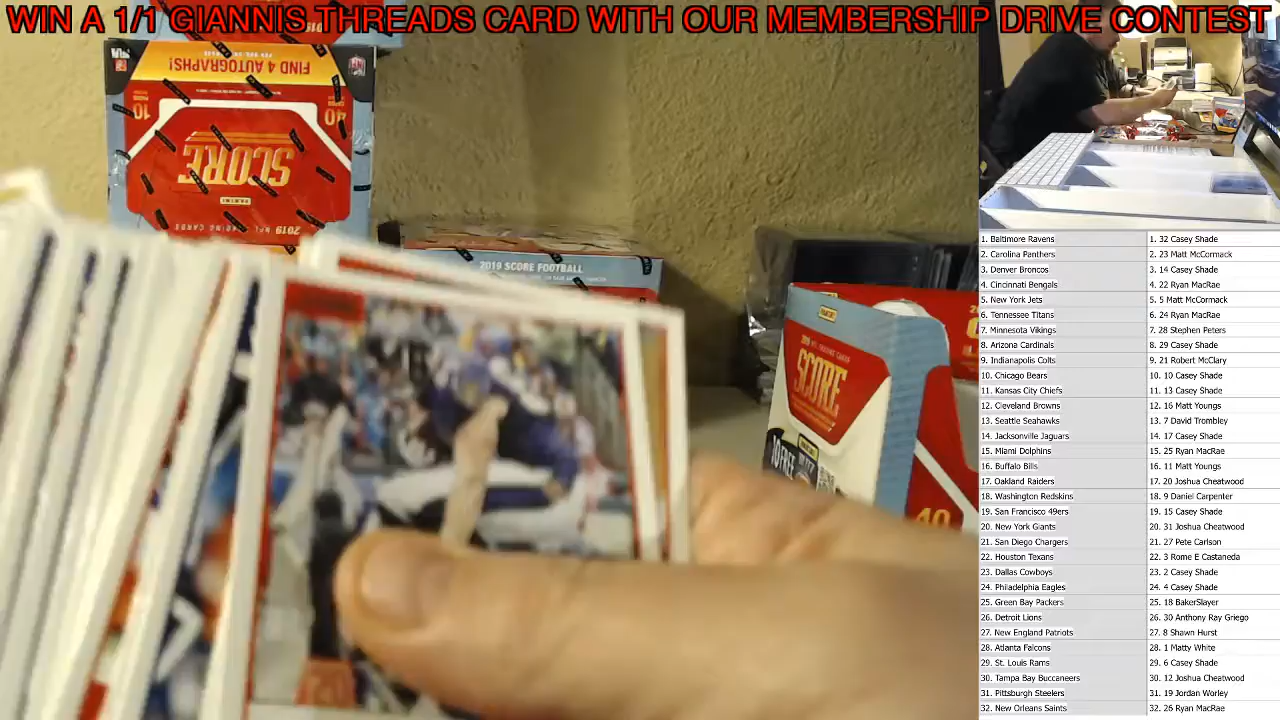 WIN A 1/1 GIANNIS THREADS CARD WITH OUR MEMBERSHIP DRIVE CONTEST
FIND 4 AUTOGRAPHS!
10
40
SCORE
PANINI
2019 NFL TRADING CARDS
2019 SCORE FOOTBALL
PANINI
SCORE
10 FREE
40
1. Baltimore Ravens 1. 32 Casey Shade
2. Carolina Panthers 2. 23 Matt McCormack
3. Denver Broncos 3. 14 Casey Shade
4. Cincinnati Bengals 4. 22 Ryan MacRae
5. New York Jets 5. 5 Matt McCormack
6. Tennessee Titans 6. 24 Ryan MacRae
7. Minnesota Vikings 7. 28 Stephen Peters
8. Arizona Cardinals 8. 29 Casey Shade
9. Indianapolis Colts 9. 21 Robert McClary
10. Chicago Bears 10. 10 Casey Shade
11. Kansas City Chiefs 11. 13 Casey Shade
12. Cleveland Browns 12. 16 Matt Youngs
13. Seattle Seahawks 13. 7 David Trombley
14. Jacksonville Jaguars 14. 17 Casey Shade
15. Miami Dolphins 15. 25 Ryan MacRae
16. Buffalo Bills 16. 11 Matt Youngs
17. Oakland Raiders 17. 20 Joshua Cheatwood
18. Washington Redskins 18. 9 Daniel Carpenter
19. San Francisco 49ers 19. 15 Casey Shade
20. New York Giants 20. 31 Joshua Cheatwood
21. San Diego Chargers 21. 27 Pete Carlson
22. Houston Texans 22. 3 Rome E Castaneda
23. Dallas Cowboys 23. 2 Casey Shade
24. Philadelphia Eagles 24. 4 Casey Shade
25. Green Bay Packers 25. 18 BakerSlayer
26. Detroit Lions 26. 30 Anthony Ray Griego
27. New England Patriots 27. 8 Shawn Hurst
28. Atlanta Falcons 28. 1 Matty White
29. St. Louis Rams 29. 6 Casey Shade
30. Tampa Bay Buccaneers 30. 12 Joshua Cheatwood
31. Pittsburgh Steelers 31. 19 Jordan Worley
32. New Orleans Saints 32. 26 Ryan MacRae